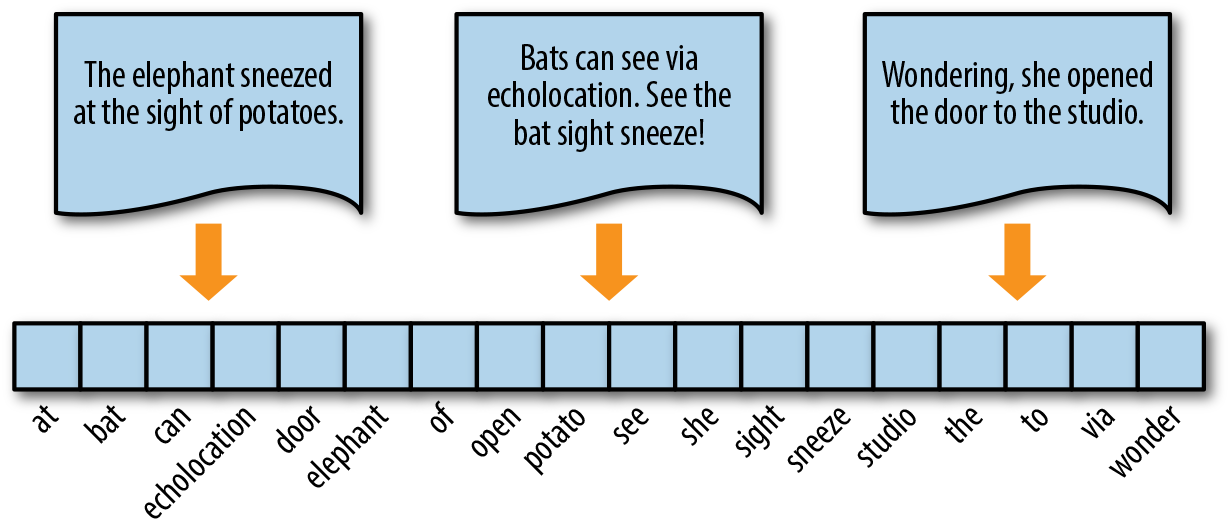 The elephant sneezed
at the sight of potatoes.
Bats can see via
echolocation. See the
bat sight sneeze!
Wondering, she opened
the door to the studio.
at
bat
can
echolocation
door
elephant
of
open
potato
see
she
sight
sneeze
studio
the
to
via
wonder